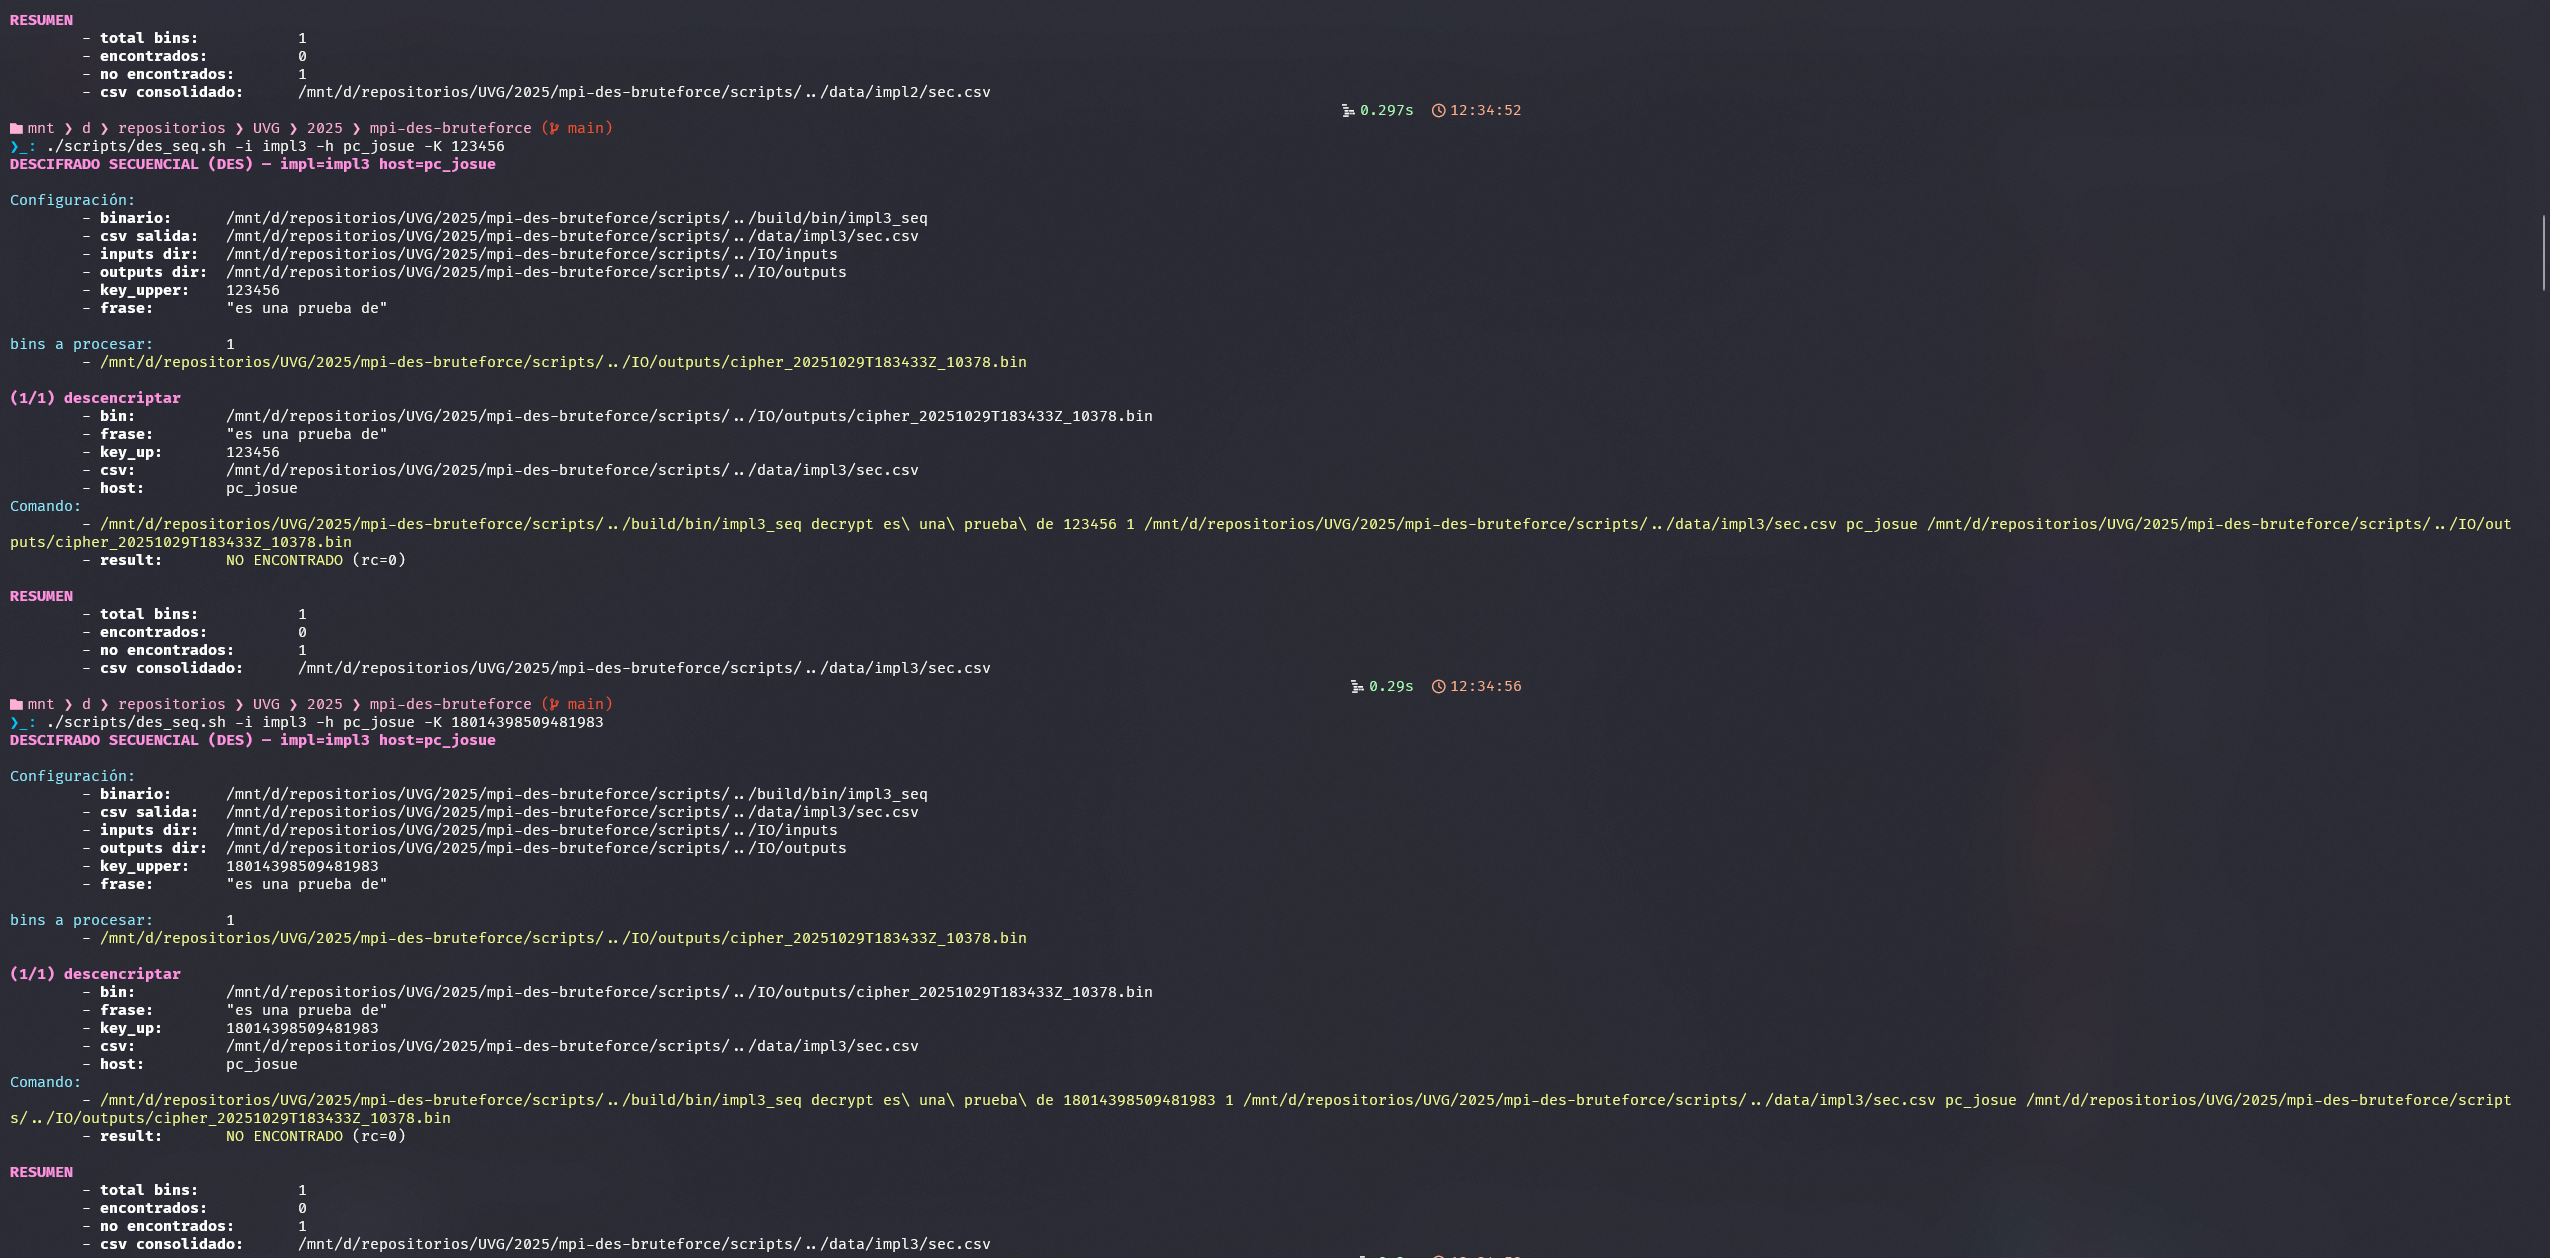 RESUMEN
- total bins: 1
- encontrados: 0
- no encontrados: 1
- csv consolidado: /mnt/d/repositorios/UVG/2025/mpi-des-bruteforce/scripts/../data/impl2/sec.csv
0.297s 12:34:52
mnt ❯ d ❯ repositorios ❯ UVG ❯ 2025 ❯ mpi-des-bruteforce ( main)
❯_: ./scripts/des_seq.sh -i impl3 -h pc_josue -K 123456
DESCIFRADO SECUENCIAL (DES) — impl=impl3 host=pc_josue
Configuración:
- binario: /mnt/d/repositorios/UVG/2025/mpi-des-bruteforce/scripts/../build/bin/impl3_seq
- csv salida: /mnt/d/repositorios/UVG/2025/mpi-des-bruteforce/scripts/../data/impl3/sec.csv
- inputs dir: /mnt/d/repositorios/UVG/2025/mpi-des-bruteforce/scripts/../IO/inputs
- outputs dir: /mnt/d/repositorios/UVG/2025/mpi-des-bruteforce/scripts/../IO/outputs
- key_upper: 123456
- frase: "es una prueba de"
bins a procesar: 1
- /mnt/d/repositorios/UVG/2025/mpi-des-bruteforce/scripts/../IO/outputs/cipher_20251029T183433Z_10378.bin
(1/1) descencriptar
- bin: /mnt/d/repositorios/UVG/2025/mpi-des-bruteforce/scripts/../IO/outputs/cipher_20251029T183433Z_10378.bin
- frase: "es una prueba de"
- key_up: 123456
- csv: /mnt/d/repositorios/UVG/2025/mpi-des-bruteforce/scripts/../data/impl3/sec.csv
- host: pc_josue
Comando:
- /mnt/d/repositorios/UVG/2025/mpi-des-bruteforce/scripts/../build/bin/impl3_seq decrypt es\ una\ prueba\ de 123456 1 /mnt/d/repositorios/UVG/2025/mpi-des-bruteforce/scripts/../data/impl3/sec.csv pc_josue /mnt/d/repositorios/UVG/2025/mpi-des-bruteforce/scripts/../IO/out
puts/cipher_20251029T183433Z_10378.bin
- result: NO ENCONTRADO (rc=0)
RESUMEN
- total bins: 1
- encontrados: 0
- no encontrados: 1
- csv consolidado: /mnt/d/repositorios/UVG/2025/mpi-des-bruteforce/scripts/../data/impl3/sec.csv
0.29s 12:34:56
mnt ❯ d ❯ repositorios ❯ UVG ❯ 2025 ❯ mpi-des-bruteforce ( main)
❯_: ./scripts/des_seq.sh -i impl3 -h pc_josue -K 18014398509481983
DESCIFRADO SECUENCIAL (DES) — impl=impl3 host=pc_josue
Configuración:
- binario: /mnt/d/repositorios/UVG/2025/mpi-des-bruteforce/scripts/../build/bin/impl3_seq
- csv salida: /mnt/d/repositorios/UVG/2025/mpi-des-bruteforce/scripts/../data/impl3/sec.csv
- inputs dir: /mnt/d/repositorios/UVG/2025/mpi-des-bruteforce/scripts/../IO/inputs
- outputs dir: /mnt/d/repositorios/UVG/2025/mpi-des-bruteforce/scripts/../IO/outputs
- key_upper: 18014398509481983
- frase: "es una prueba de"
bins a procesar: 1
- /mnt/d/repositorios/UVG/2025/mpi-des-bruteforce/scripts/../IO/outputs/cipher_20251029T183433Z_10378.bin
(1/1) descencriptar
- bin: /mnt/d/repositorios/UVG/2025/mpi-des-bruteforce/scripts/../IO/outputs/cipher_20251029T183433Z_10378.bin
- frase: "es una prueba de"
- key_up: 18014398509481983
- csv: /mnt/d/repositorios/UVG/2025/mpi-des-bruteforce/scripts/../data/impl3/sec.csv
- host: pc_josue
Comando:
- /mnt/d/repositorios/UVG/2025/mpi-des-bruteforce/scripts/../build/bin/impl3_seq decrypt es\ una\ prueba\ de 18014398509481983 1 /mnt/d/repositorios/UVG/2025/mpi-des-bruteforce/scripts/../data/impl3/sec.csv pc_josue /mnt/d/repositorios/UVG/2025/mpi-des-bruteforce/script
s/../IO/outputs/cipher_20251029T183433Z_10378.bin
- result: NO ENCONTRADO (rc=0)
RESUMEN
- total bins: 1
- encontrados: 0
- no encontrados: 1
- csv consolidado: /mnt/d/repositorios/UVG/2025/mpi-des-bruteforce/scripts/../data/impl3/sec.csv